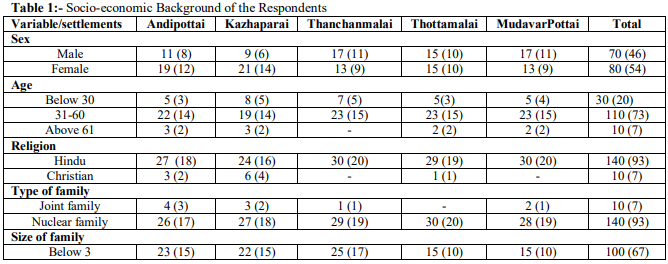 Table 1:- Socio-economic Background of the Respondents
Variable/settlements Andipottai Kazhaparai Thanchanmalai Thottamalai MudavarPottai Total
Sex
Male 11 (8) 9 (6) 17 (11) 15 (10) 17 (11) 70 (46)
Female 19 (12) 21 (14) 13 (9) 15 (10) 13 (9) 80 (54)
Age
Below 30 5 (3) 8 (5) 7 (5) 5(3) 5 (4) 30 (20)
31-60 22 (14) 19 (14) 23 (15) 23 (15) 23 (15) 110 (73)
Above 61 3 (2) 3 (2) - 2 (2) 2 (2) 10 (7)
Religion
Hindu 27 (18) 24 (16) 30 (20) 29 (19) 30 (20) 140 (93)
Christian 3 (2) 6 (4) - 1 (1) - 10 (7)
Type of family
Joint family 4 (3) 3 (2) 1 (1) - 2 (1) 10 (7)
Nuclear family 26 (17) 27 (18) 29 (19) 30 (20) 28 (19) 140 (93)
Size of family
Below 3 23 (15) 22 (15) 25 (17) 15 (10) 15 (10) 100 (67)